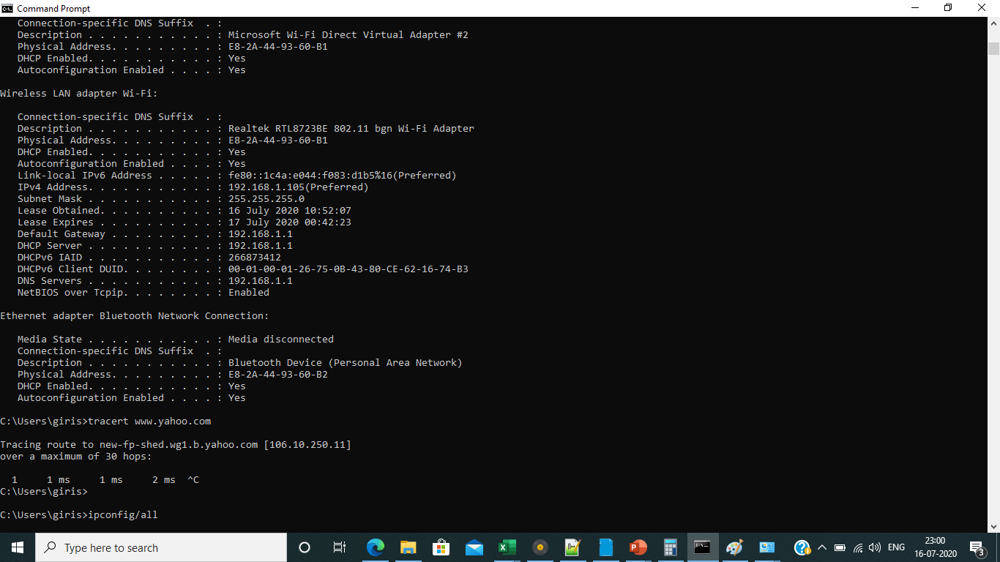 Command Prompt
Connection-specific DNS Suffix  . :
Description . . . . . . . . . . . : Microsoft Wi-Fi Direct Virtual Adapter #2
Physical Address. . . . . . . . . : E8-2A-44-93-60-B1
DHCP Enabled. . . . . . . . . . . : Yes
Autoconfiguration Enabled . . . . : Yes
Wireless LAN adapter Wi-Fi:
Connection-specific DNS Suffix  . :
Description . . . . . . . . . . . : Realtek RTL8723BE 802.11 bgn Wi-Fi Adapter
Physical Address. . . . . . . . . : E8-2A-44-93-60-B1
DHCP Enabled. . . . . . . . . . . : Yes
Autoconfiguration Enabled . . . . : Yes
Link-local IPv6 Address . . . . . : fe80::1c4a:e044:f083:d1b5%16(Preferred)
IPv4 Address. . . . . . . . . . . : 192.168.1.105(Preferred)
Subnet Mask . . . . . . . . . . . : 255.255.255.0
Lease Obtained. . . . . . . . . . : 16 July 2020 10:52:07
Lease Expires . . . . . . . . . . : 17 July 2020 00:42:23
Default Gateway . . . . . . . . . : 192.168.1.1
DHCP Server . . . . . . . . . . . : 192.168.1.1
DHCPv6 IAID . . . . . . . . . . . : 266873412
DHCPv6 Client DUID. . . . . . . . : 00-01-00-01-26-75-0B-43-80-CE-62-16-74-B3
DNS Servers . . . . . . . . . . . : 192.168.1.1
NetBIOS over Tcpip. . . . . . . . : Enabled
Ethernet adapter Bluetooth Network Connection:
Media State . . . . . . . . . . . : Media disconnected
Connection-specific DNS Suffix  . :
Description . . . . . . . . . . . : Bluetooth Device (Personal Area Network)
Physical Address. . . . . . . . . : E8-2A-44-93-60-B2
DHCP Enabled. . . . . . . . . . . : Yes
Autoconfiguration Enabled . . . . : Yes
C:\Users\giris>tracert www.yahoo.com
Tracing route to new-fp-shed.wg1.b.yahoo.com [106.10.250.11]
over a maximum of 30 hops:
1     1 ms     1 ms     2 ms  ^C
C:\Users\giris>
C:\Users\giris>ipconfig/all
Type here to search
ENG
23:00
16-07-2020
3